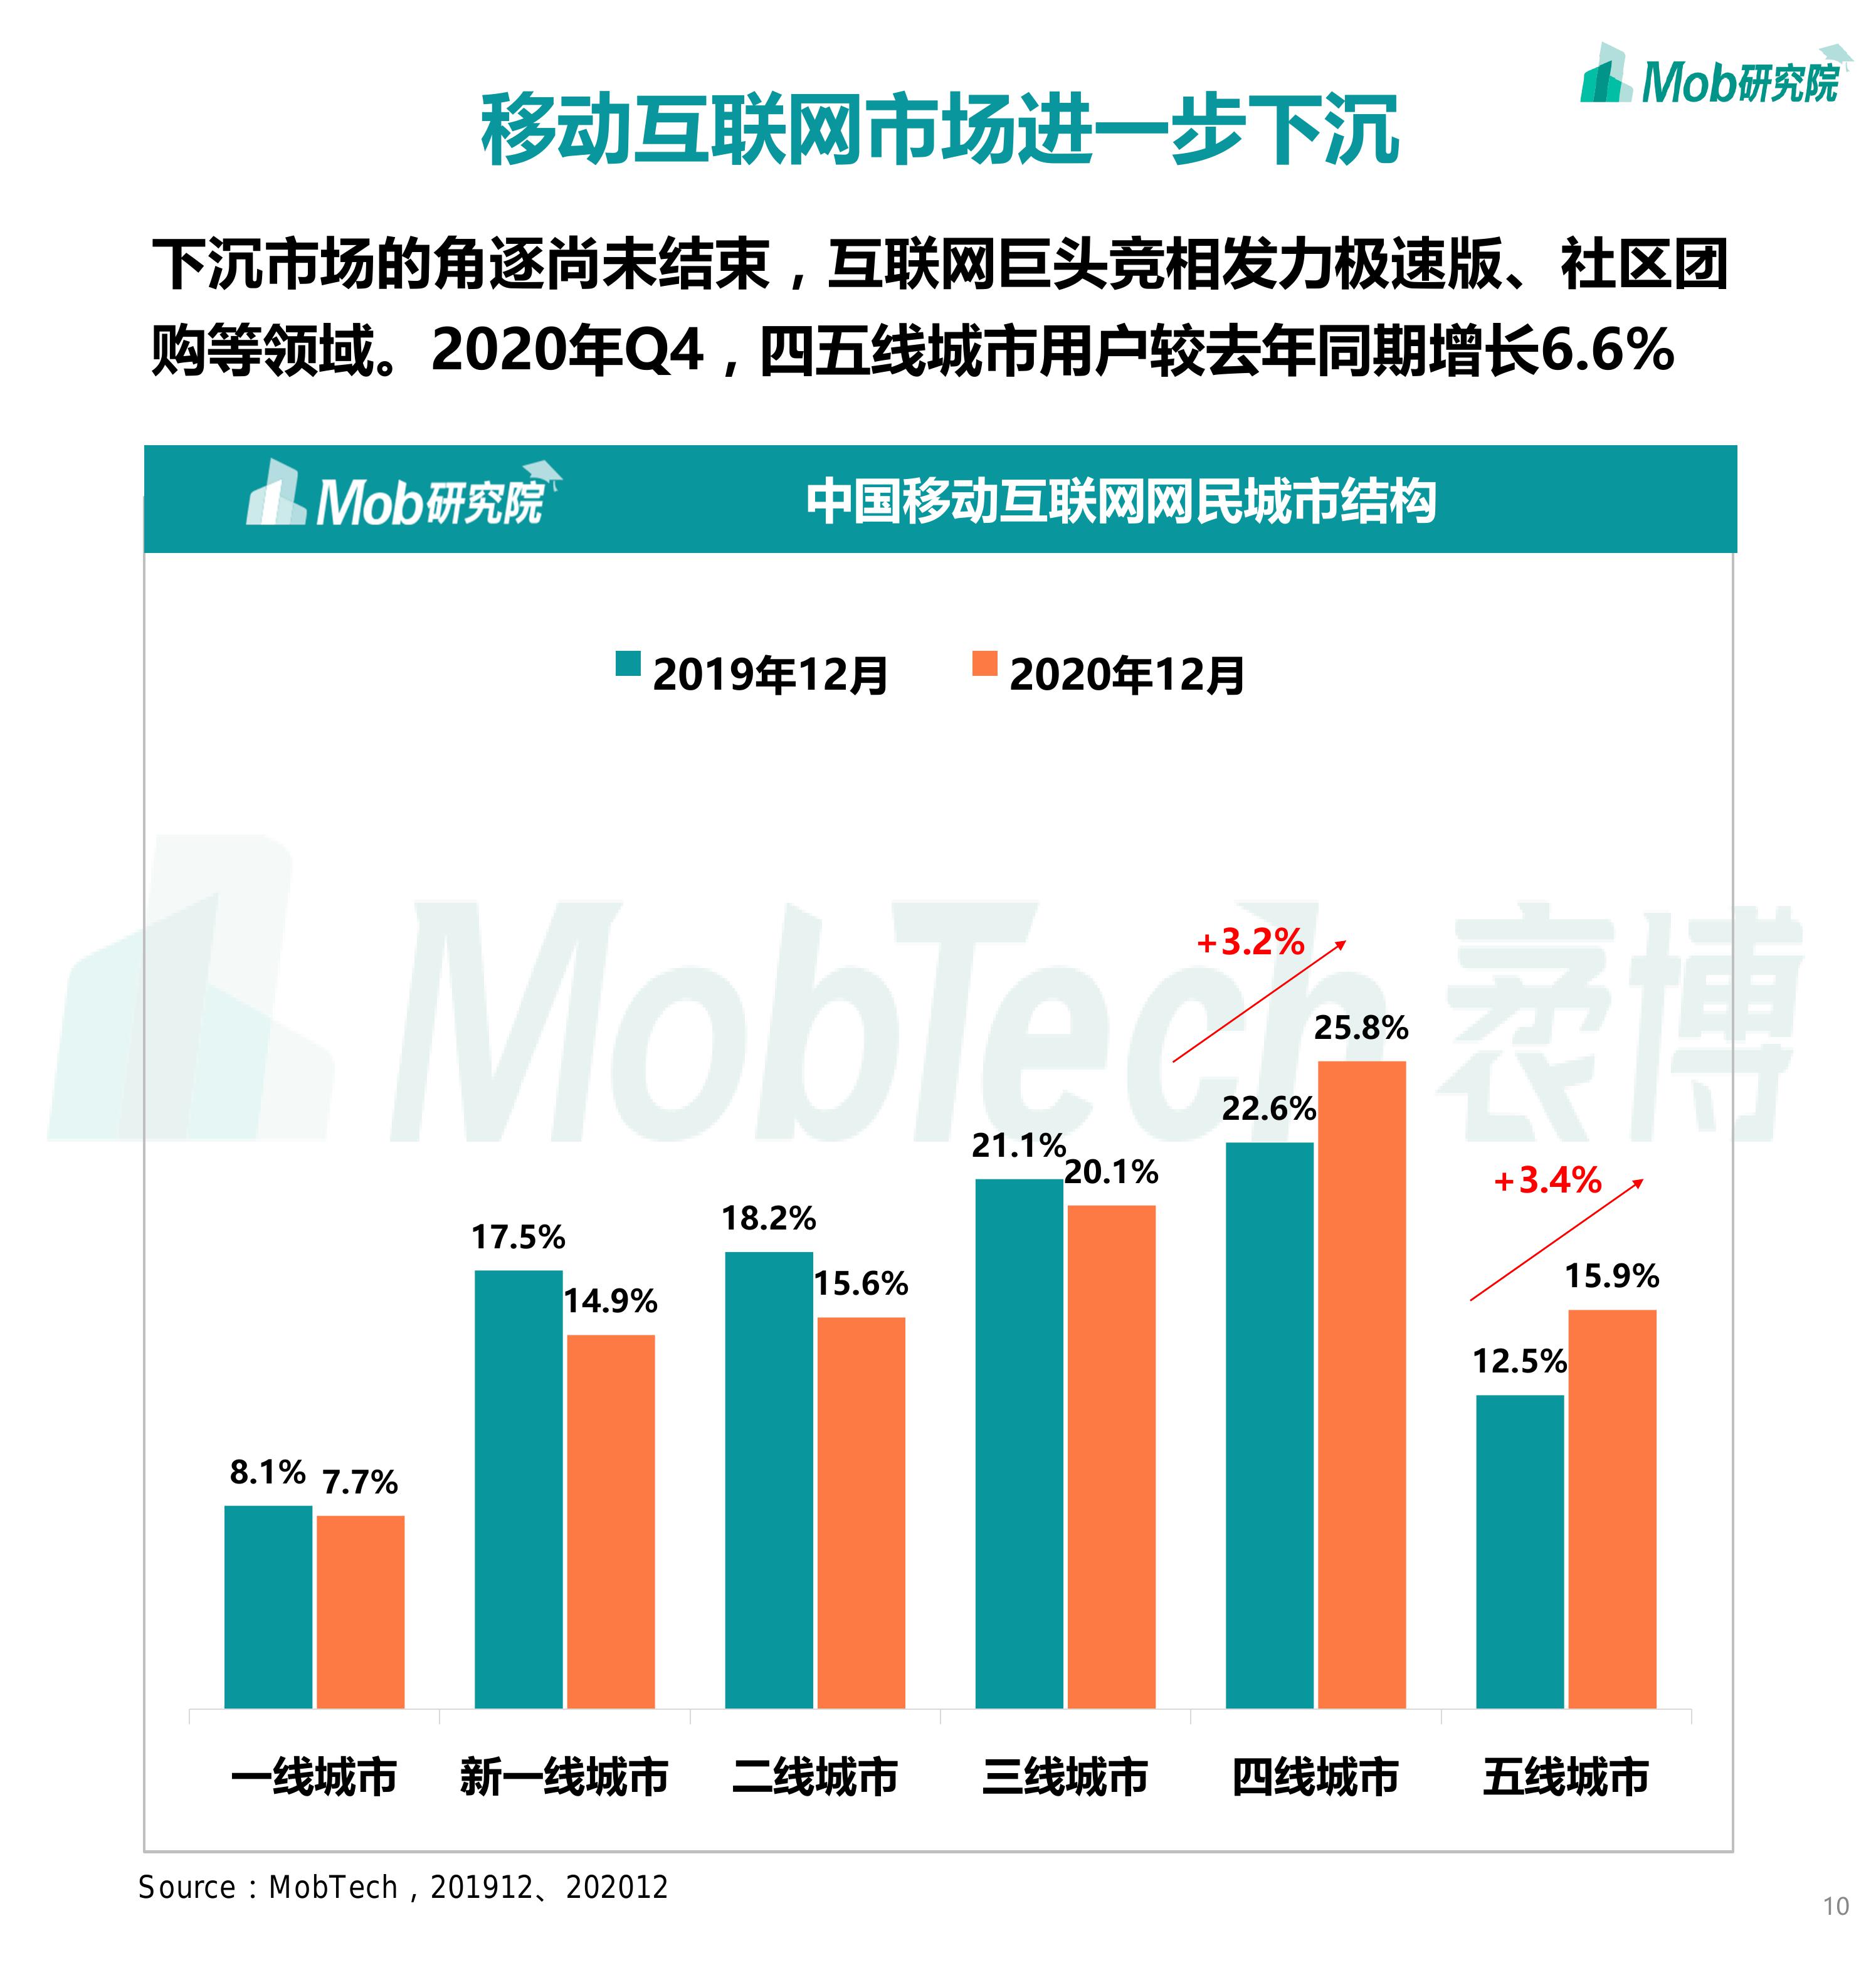 Mob研究院
移动互联网市场进一步下沉
下沉市场的角逐尚未结束，互联网巨头竞相发力极速版、社区团
购等领域。2020年Q4，四五线城市用户较去年同期增长6.6%
Mob研究院
中国移动互联网网民城市结构
2019年12月 2020年12月
MobTech 袤博
+3.2%
25.8%
22.6%
21.1%
20.1%
+3.4%
18.2%
17.5%
15.9%
15.6%
14.9%
12.5%
8.1% 7.7%
一线城市 新一线城市 二线城市 三线城市 四线城市 五线城市
Source：MobTech，201912、202012
10